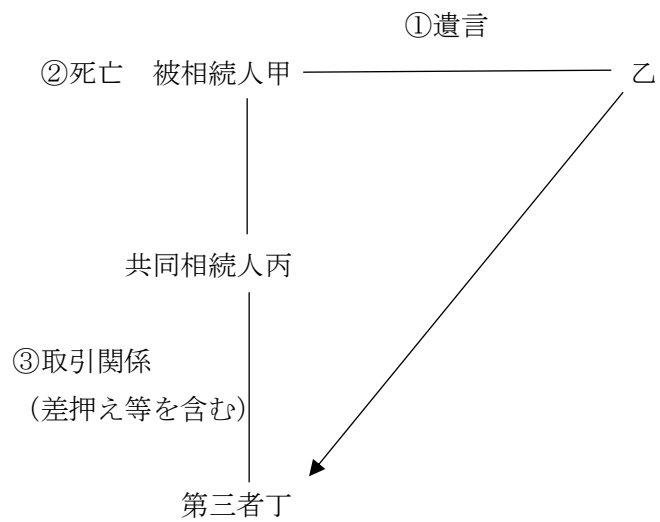 ①遺言
②死亡　被相続人甲
乙
共同相続人丙
③取引関係
（差押え等を含む）
第三者丁